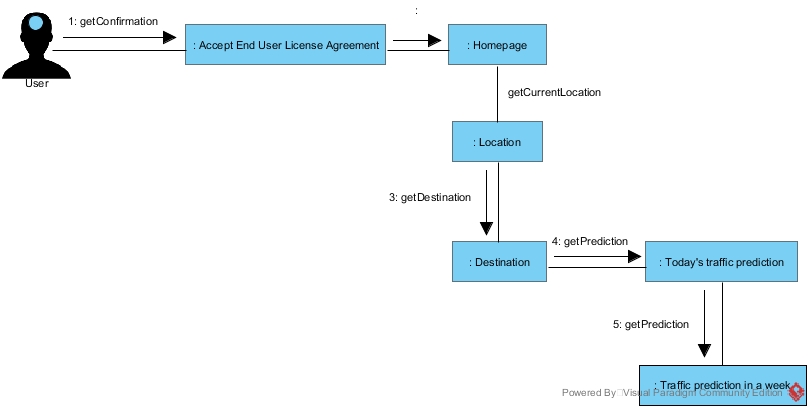 :
1: getConfirmation
: Accept End User License Agreement
: Homepage
User
getCurrentLocation
: Location
3: getDestination
4: getPrediction
: Destination
: Today's traffic prediction
5: getPrediction
: Traffic prediction in a week
Powered By Visual Paradigm Community Edition